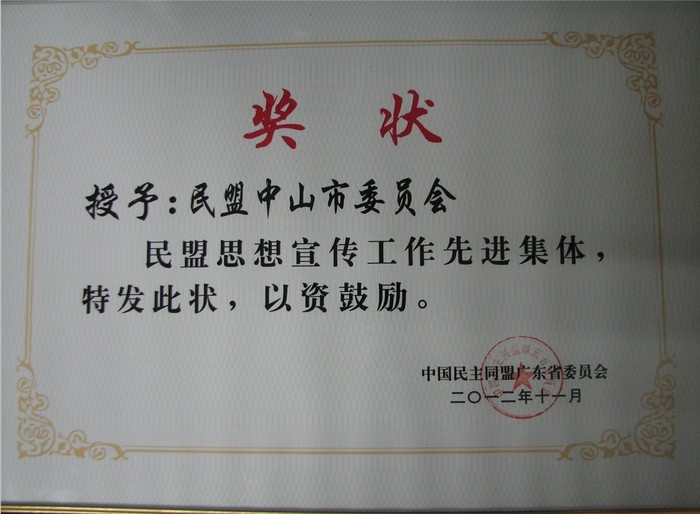 奖状
授予：民盟中山市委员会
民盟思想宣传工作先进集体，
特发此状，以资鼓励。
中国民主同盟广东省委员会
二〇一二年十一月